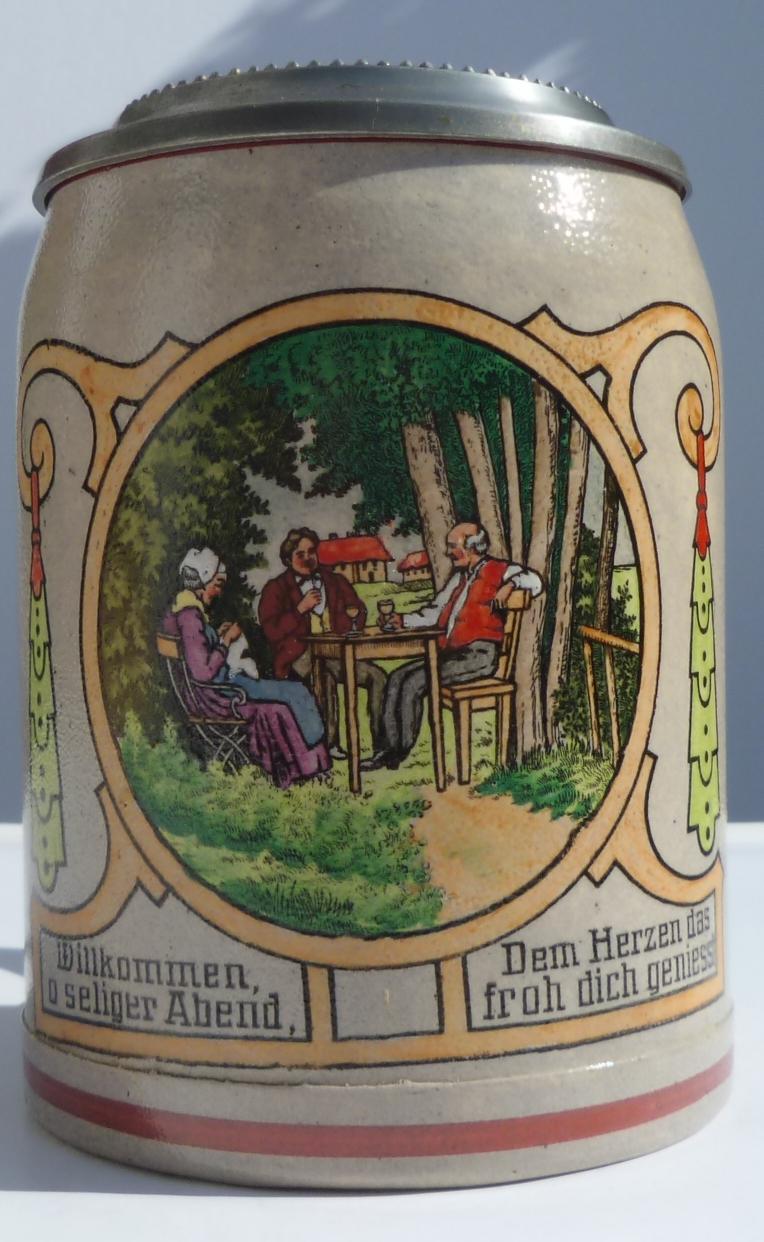 Willkommen,
o seliger Abend,
Dem Herzen das
froh dich geniesst